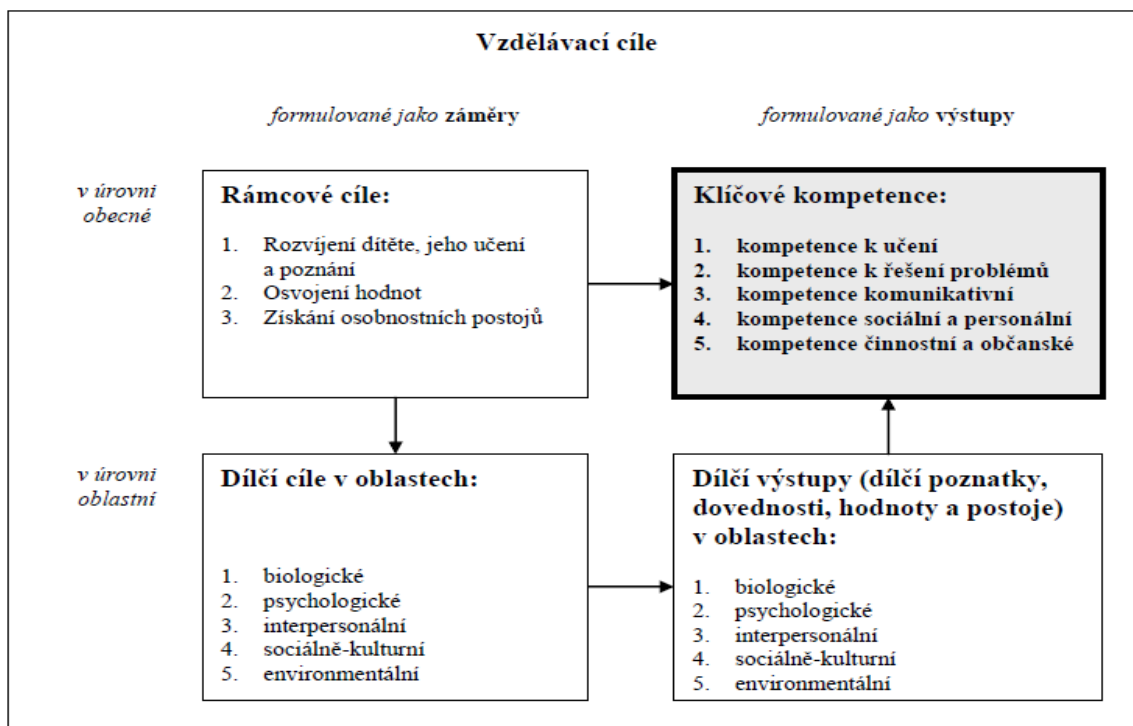 Vzdělávací cíle
formulované jako záměry
formulované jako výstupy
v úrovni
obecné
Rámcové cíle:
1. Rozvíjení dítěte, jeho učení
a poznání
2. Osvojení hodnot
3. Získání osobnostních postojů
Klíčové kompetence:
1. kompetence k učení
2. kompetence k řešení problémů
3. kompetence komunikativní
4. kompetence sociální a personální
5. kompetence činnostní a občanské
v úrovni
oblastní
Dílčí cíle v oblastech:
1. biologické
2. psychologické
3. interpersonální
4. sociálně-kulturní
5. environmentální
Dílčí výstupy (dílčí poznatky,
dovednosti, hodnoty a postoje)
v oblastech:
1. biologické
2. psychologické
3. interpersonální
4. sociálně-kulturní
5. environmentální